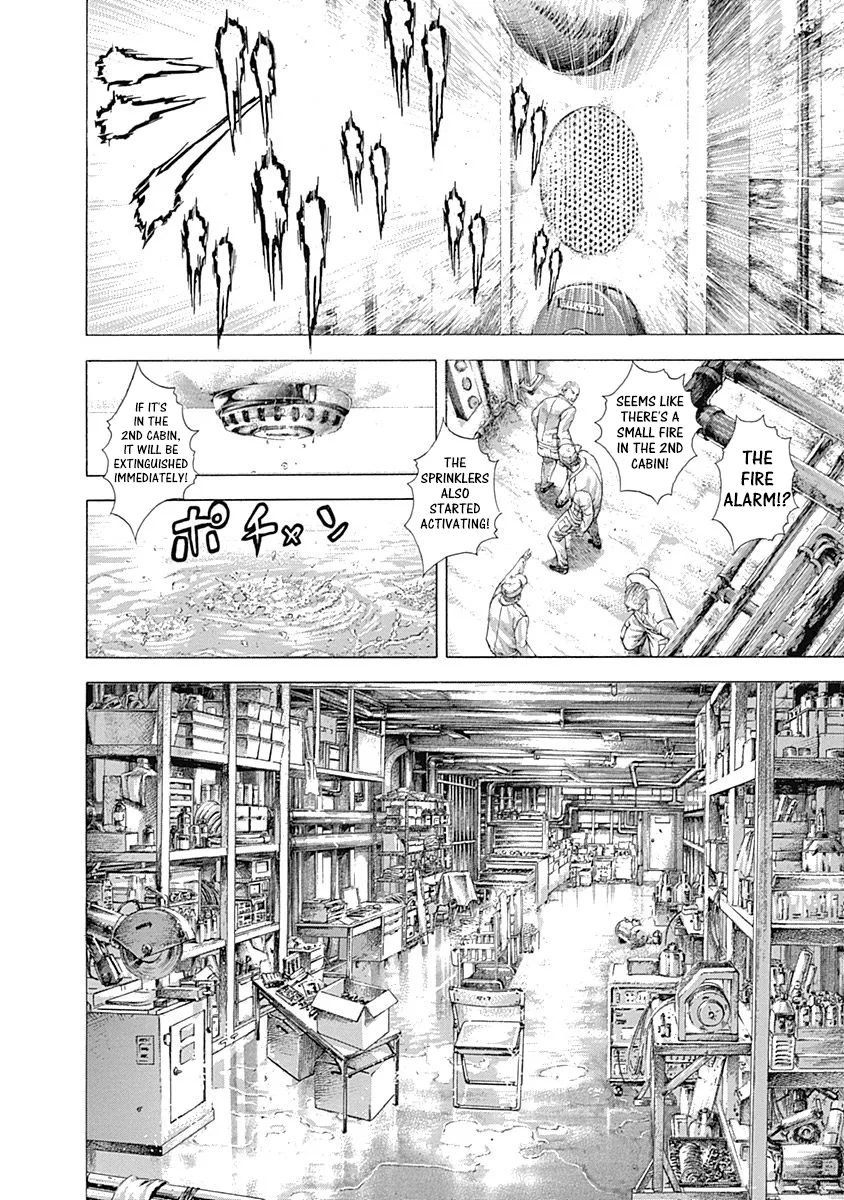 THE
FIRE
ALARM!?
SEEMS LIKE
THERE'S A
SMALL FIRE
IN THE 2ND
CABIN!
THE
SPRINKLERS
ALSO
STARTED
ACTIVATING!
IF IT'S
IN THE
2ND CABIN,
IT WILL BE
EXTINGUISHED
IMMEDIATELY!
ポチャン